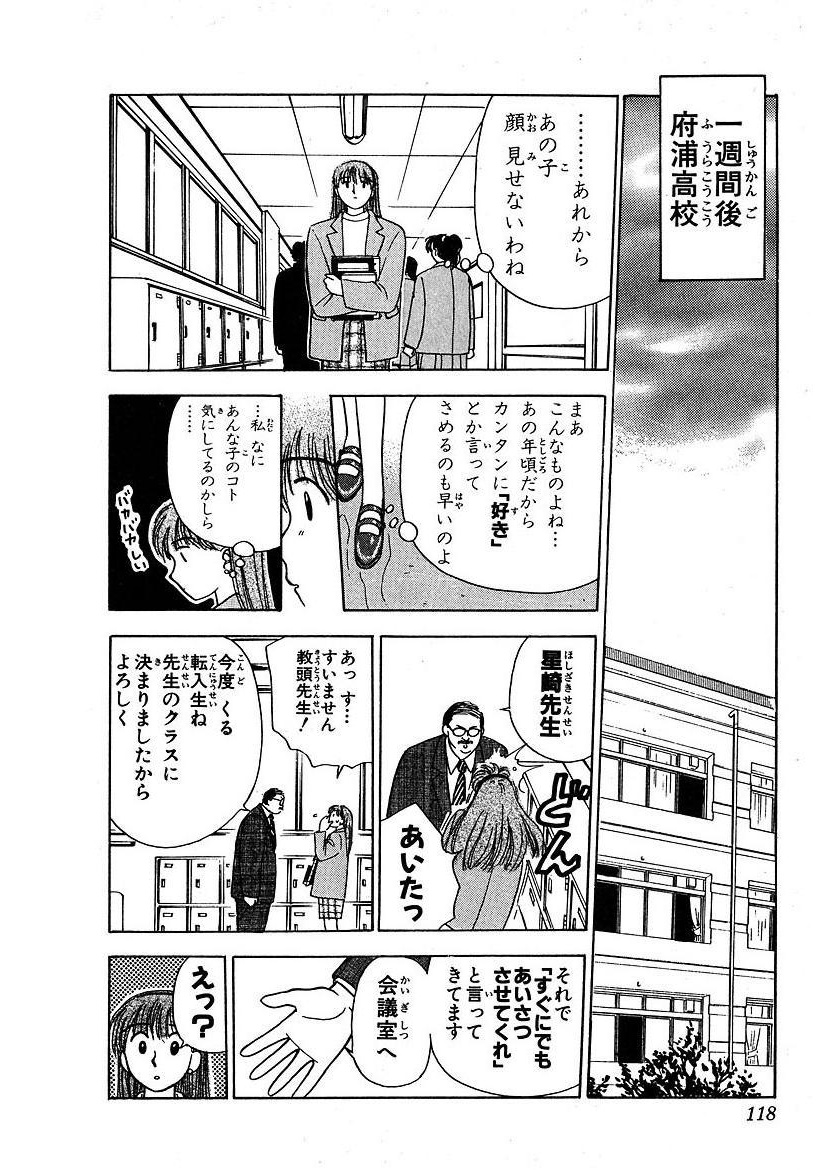 一週間後
府浦高校
………あれから
あの子
顔 見せないわね
まあ
こんなものよね…
あの年頃だから
カンタンに「好き」
とか言って
さめるのも早いのよ
…私 なに
あんな子のコト
気にしてるのかしら
………
バカバカしい
星崎先生
どん
あいたっ
あっ す…
すいません
教頭先生！
今度 くる
転入生ね
先生のクラスに
決まりましたから
よろしく
それで
「すぐにでも
あいさつ
させてくれ」
と言って
きてます
会議室へ
えっ？
118